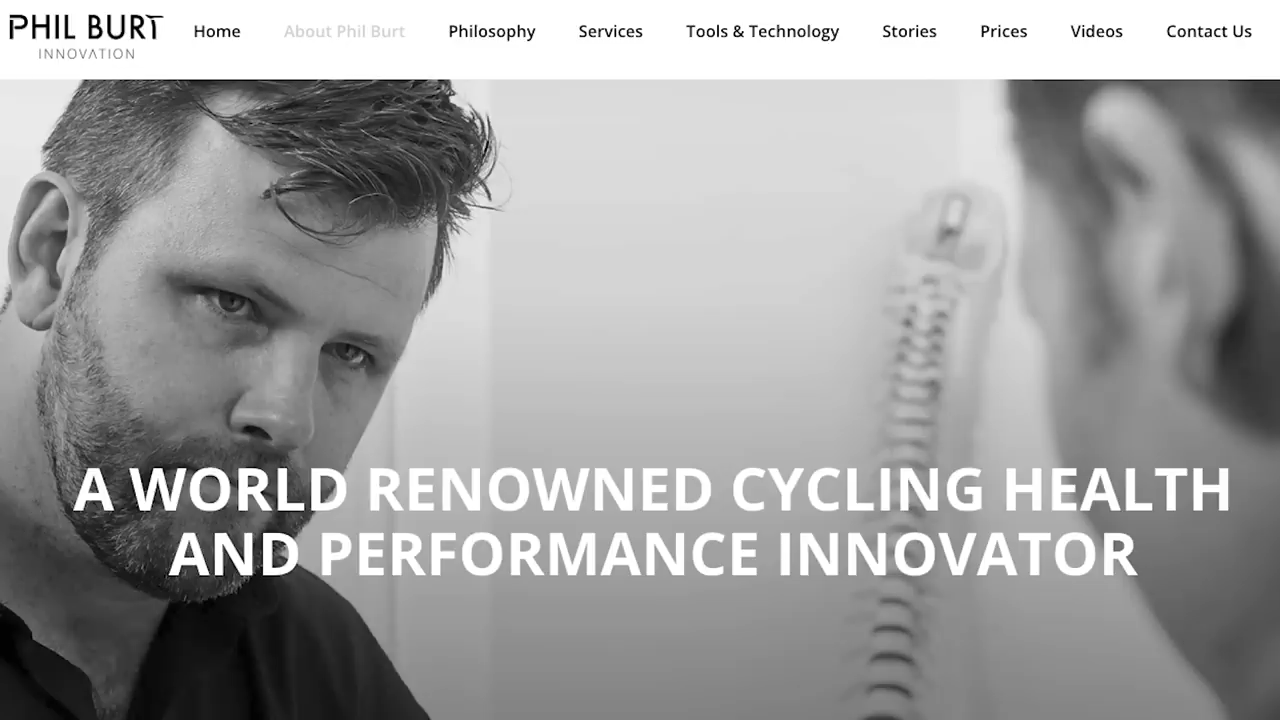 PHIL BURT
INNOVATION
Home
About Phil Burt
Philosophy
Services
Tools & Technology
Stories
Prices
Videos
Contact Us
A WORLD RENOWNED CYCLING HEALTH
AND PERFORMANCE INNOVATOR